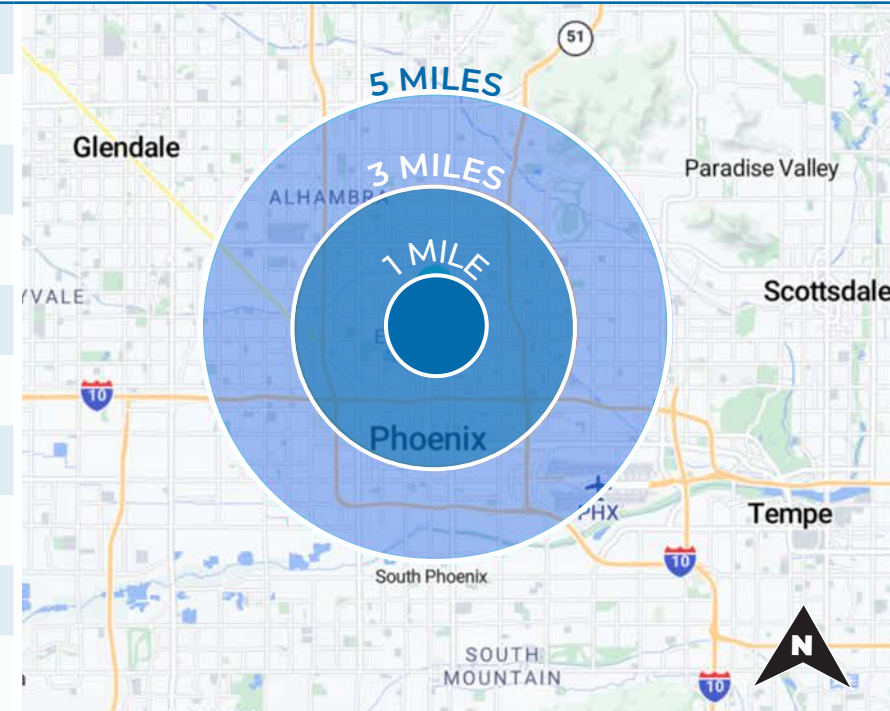 51
5 MILES
Glendale
3 MILES
Paradise Valley
ALHAMBRA
1 MILE
YVALE
Scottsdale
E
10
Phoenix
PHX
Tempe
10
South Phoenix
SOUTH
MOUNTAIN
N
10